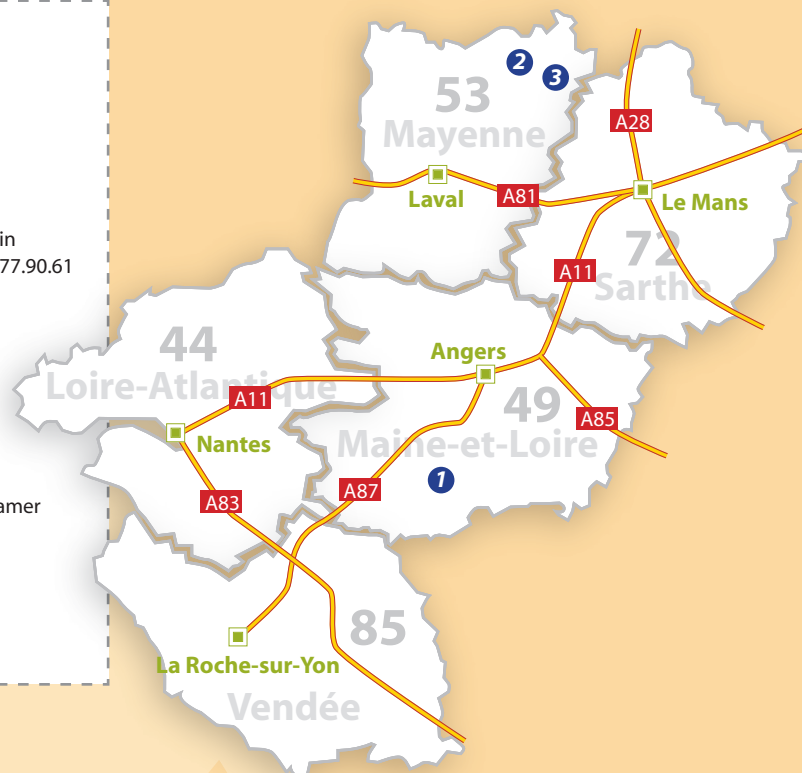 in
77.90.61
amer
2
3
53
Mayenne
A28
Laval
A81
Le Mans
72
Sarthe
A11
44
Loire-Atlantique
Angers
A11
49
Maine-et-Loire
A85
Nantes
1
A87
A83
85
La Roche-sur-Yon
Vendée